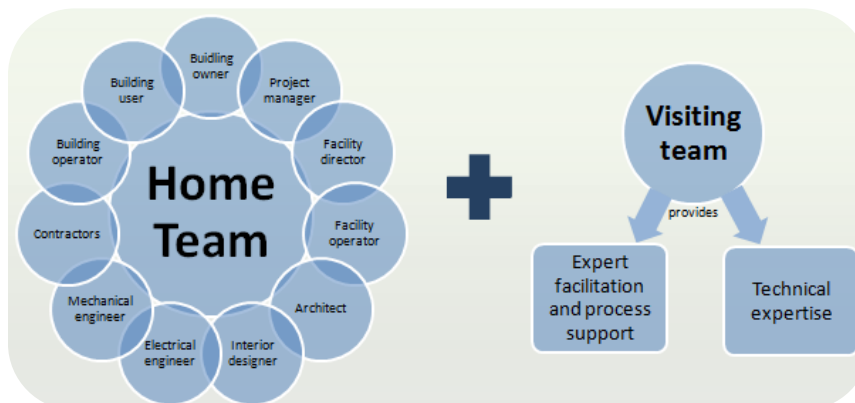 Buidling
owner
Project
manager
Facility
director
Facility
operator
Architect
Interior
designer
Electrical
engineer
Mechanical
engineer
Contractors
Building
operator
Building
user
Home
Team
Visiting
team
provides
Expert
facilitation
and process
support
Technical
expertise